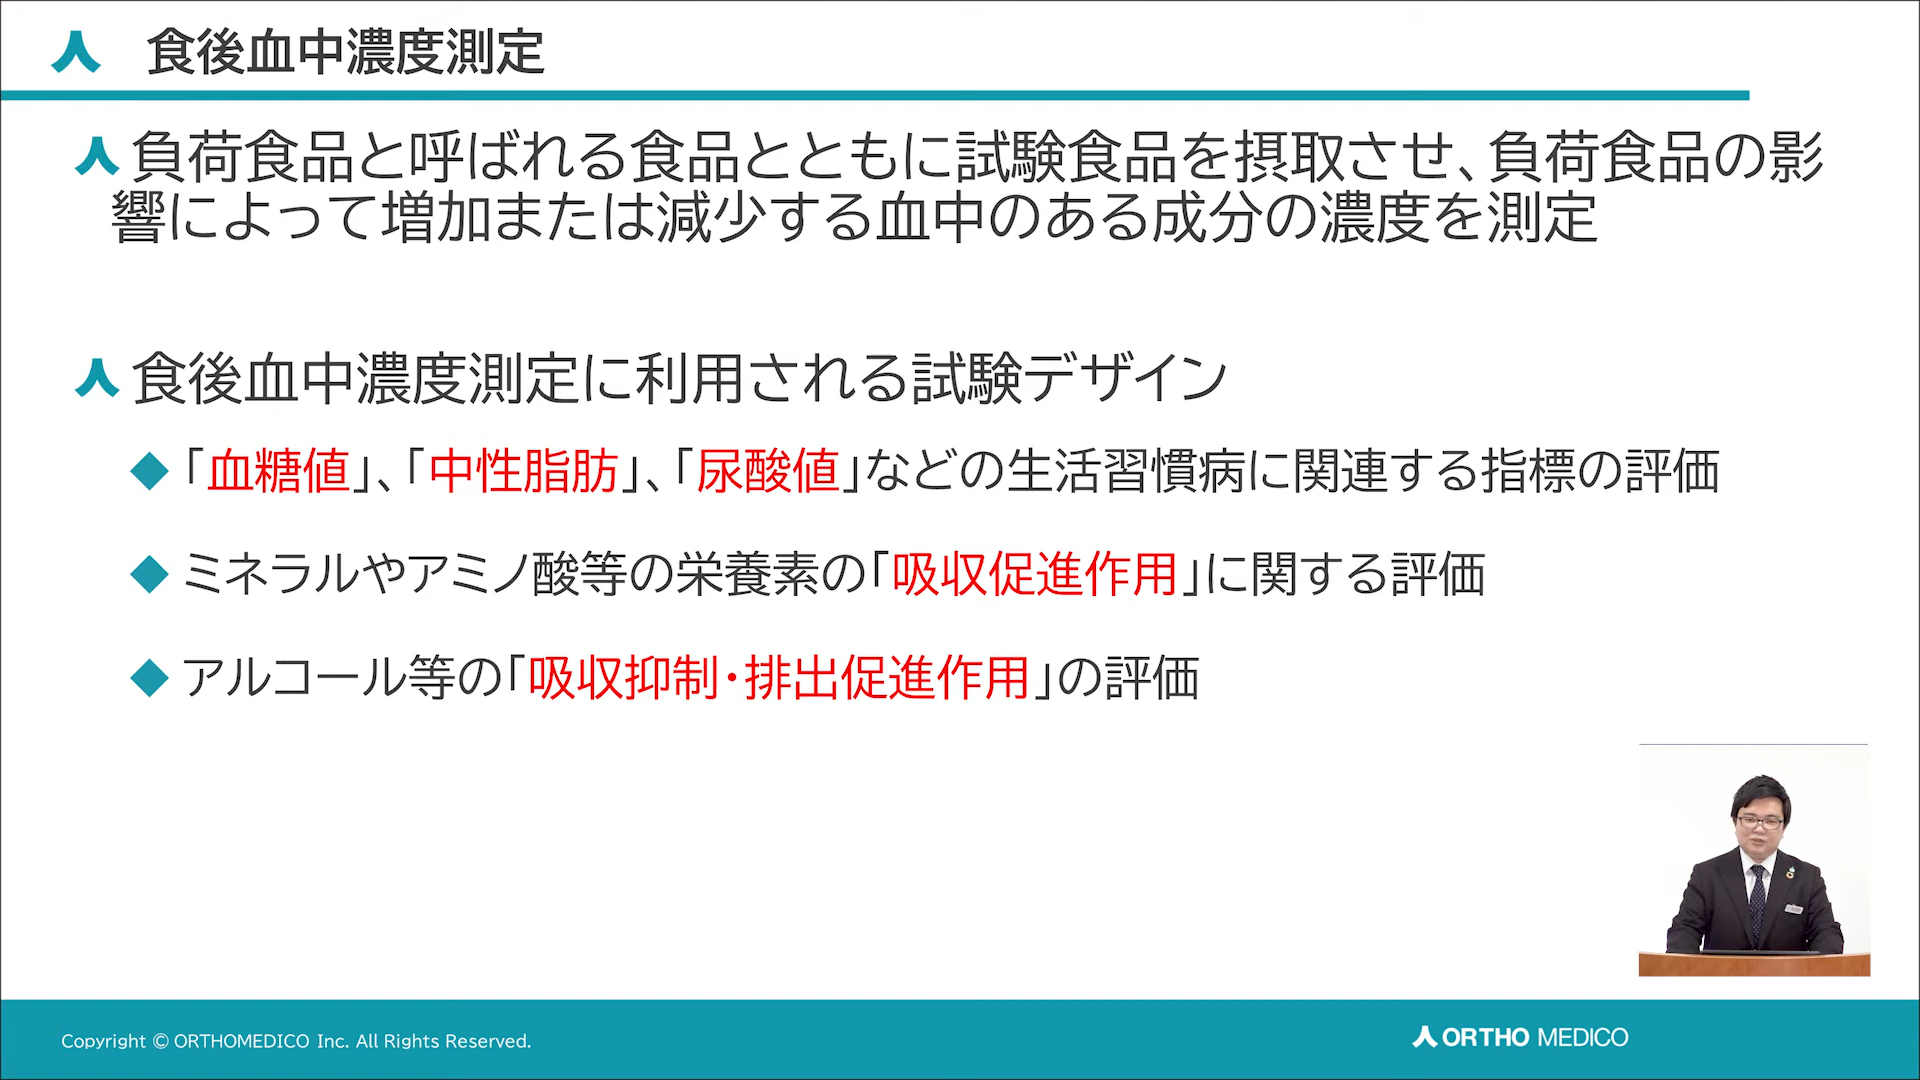 食後血中濃度測定
負荷食品と呼ばれる食品とともに試験食品を摂取させ、負荷食品の影
響によって増加または減少する血中のある成分の濃度を測定
食後血中濃度測定に利用される試験デザイン
「血糖値」、「中性脂肪」、「尿酸値」などの生活習慣病に関連する指標の評価
ミネラルやアミノ酸等の栄養素の「吸収促進作用」に関する評価
アルコール等の「吸収抑制・排出促進作用」の評価
Copyright © ORTHOMEDICO Inc. All Rights Reserved.
ORTHO MEDICO